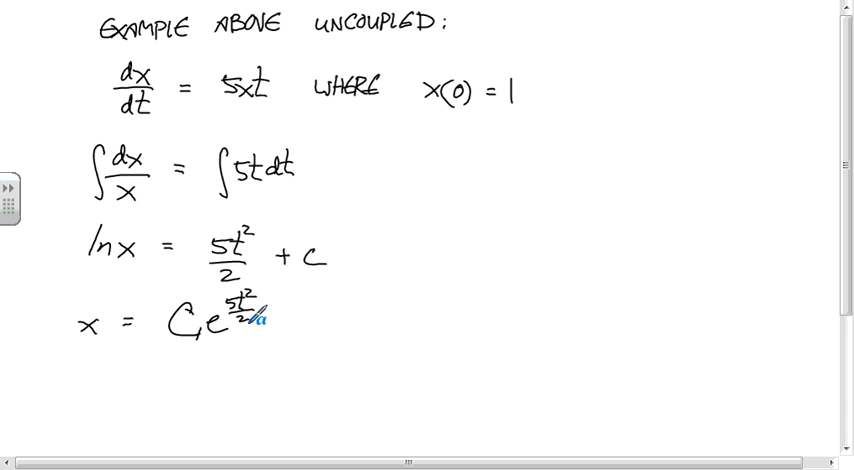 EXAMPLE ABOVE UNCOUPLED:
dx/dt = 5xt WHERE x(0) = 1
∫ dx/x = ∫ 5t dt
ln x = 5t²/2 + c
x = C₁e^(5t²/2)